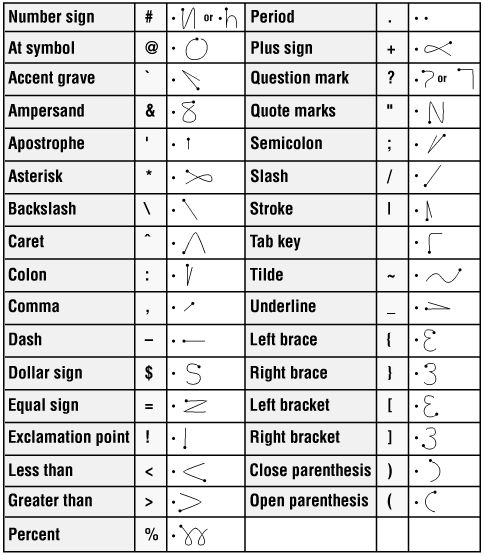 Number sign # or Period .
At symbol @ Plus sign +
Accent grave ` Question mark ? or
Ampersand & Quote marks "
Apostrophe ' Semicolon ;
Asterisk * Slash /
Backslash \ Stroke |
Caret ˆ Tab key
Colon : Tilde ~
Comma , Underline _
Dash – Left brace {
Dollar sign $ Right brace }
Equal sign = Left bracket [
Exclamation point ! Right bracket ]
Less than < Close parenthesis )
Greater than > Open parenthesis (
Percent %